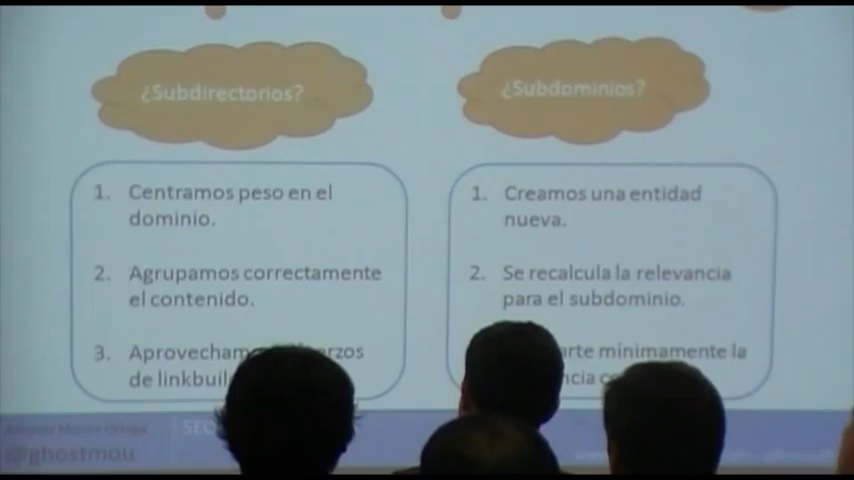 ¿Subdirectorios?
¿Subdominios?
1. Centramos peso en el
dominio.
2. Agrupamos correctamente
el contenido.
3. Aprovecham
de linkbuil
1. Creamos una entidad
nueva.
2. Se recalcula la relevancia
para el subdominio.
arte mínimamente la
SEO
@ghostmou